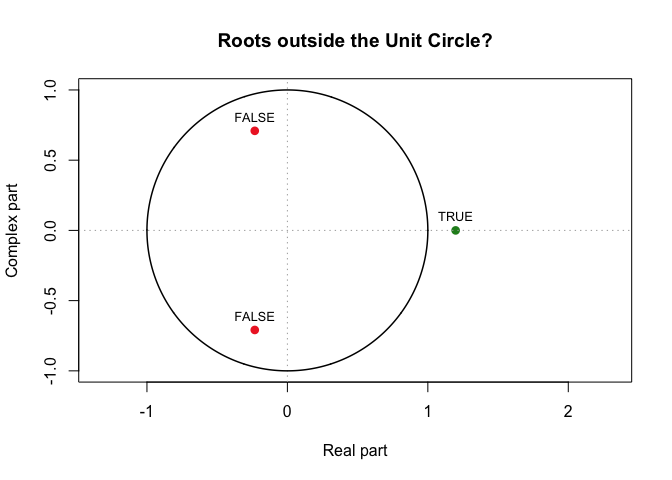 Roots outside the Unit Circle?
1.0
FALSE
0.5
TRUE
0.0
Complex part
FALSE
-0.5
-1.0
-1 0 1 2
Real part